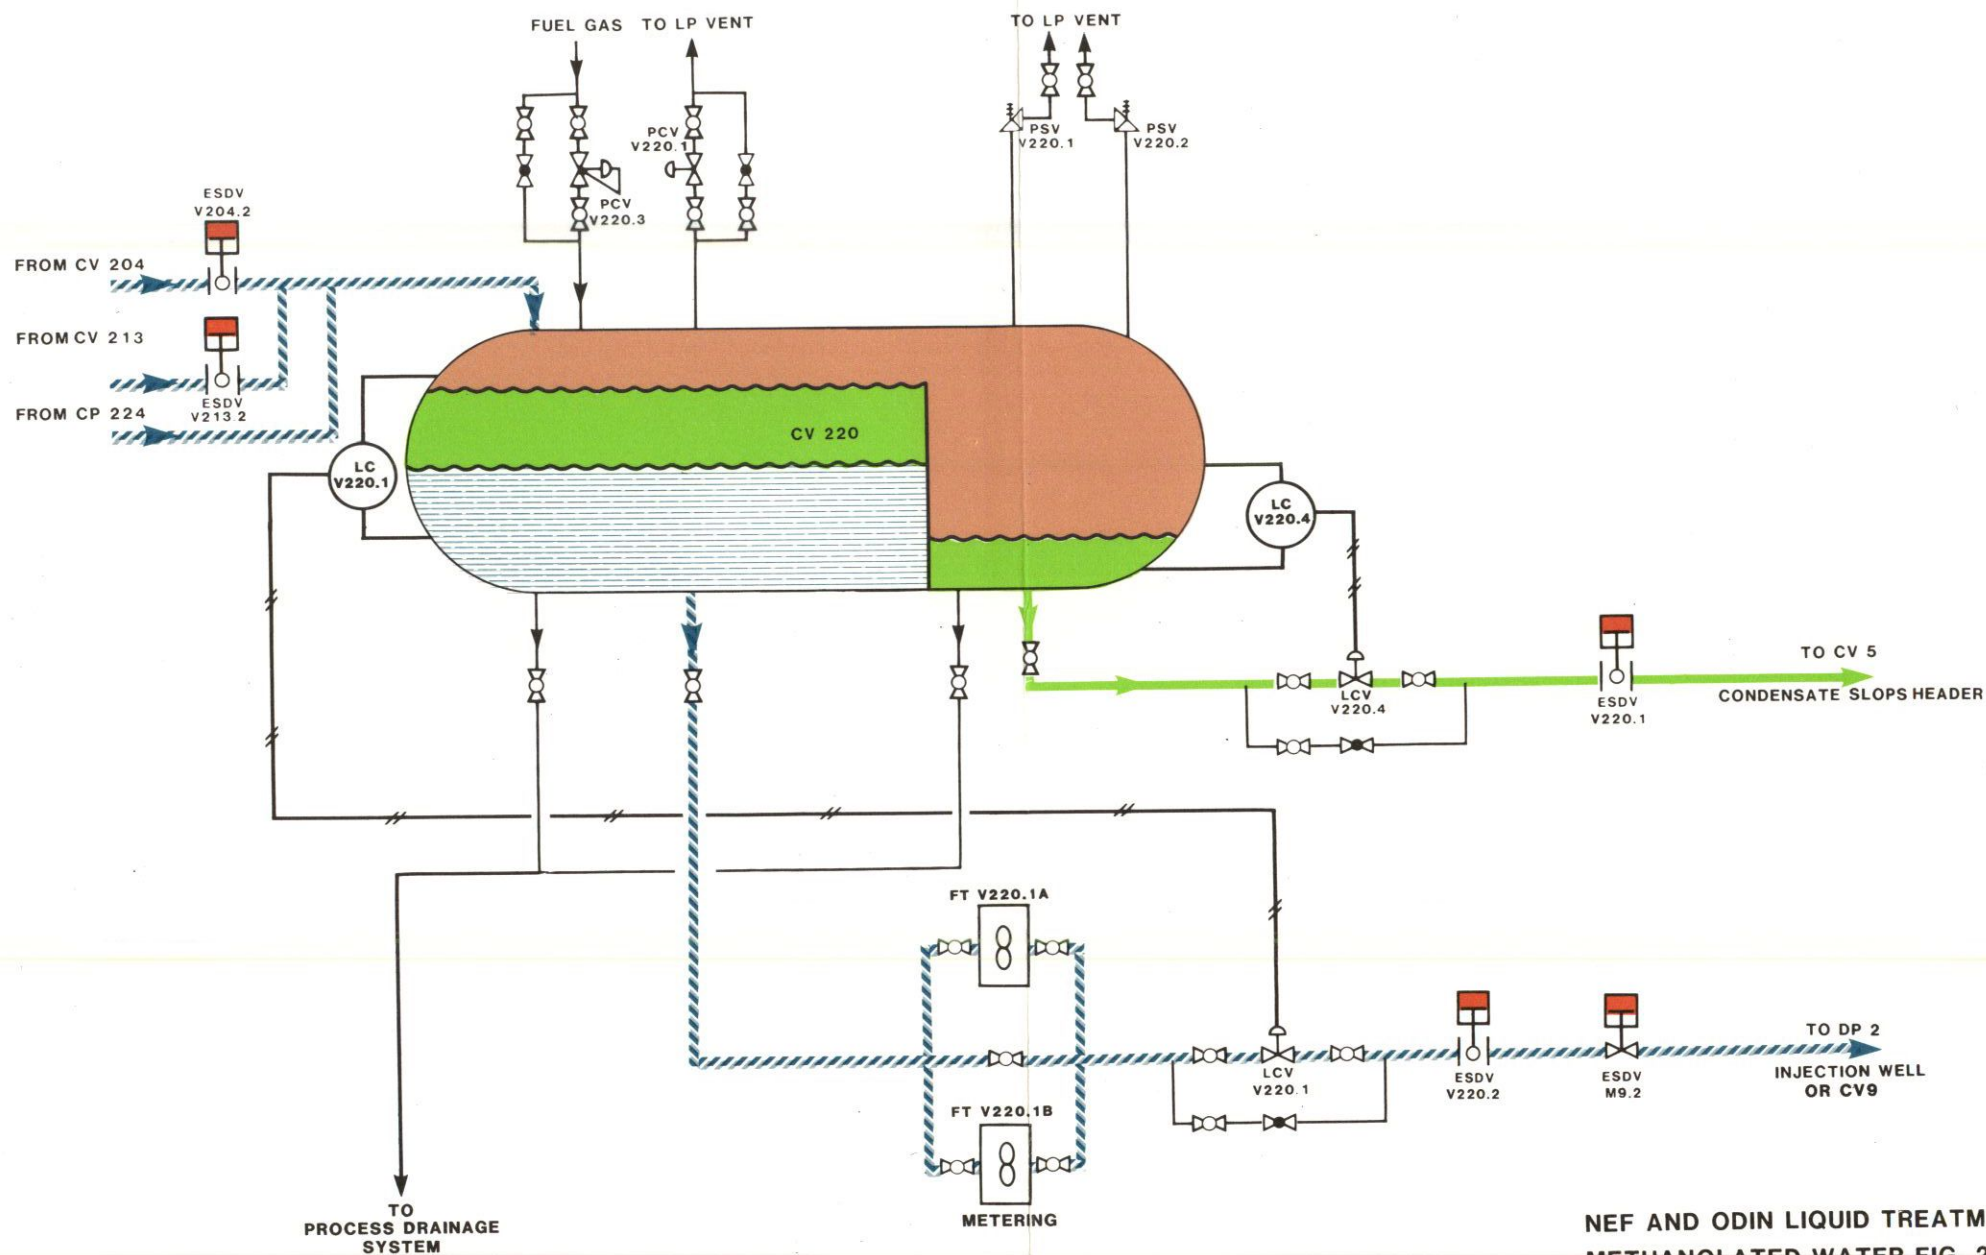 FUEL GAS
TO LP VENT
TO LP VENT
PCV
V220.1
PSV
V220.1
PSV
V220.2
ESDV
V204.2
PCV
V220.3
FROM CV 204
FROM CV 213
ESDV
V213.2
FROM CP 224
CV 220
LC
V220.1
LC
V220.4
LCV
V220.4
ESDV
V220.1
TO CV 5
CONDENSATE SLOPS HEADER
FT V220.1A
LCV
V220.1
ESDV
V220.2
ESDV
M9.2
TO DP 2
INJECTION WELL
OR CV9
FT V220.1B
METERING
TO
PROCESS DRAINAGE
SYSTEM
NEF AND ODIN LIQUID TREATM
METHANOLATED WATER FIG. 2